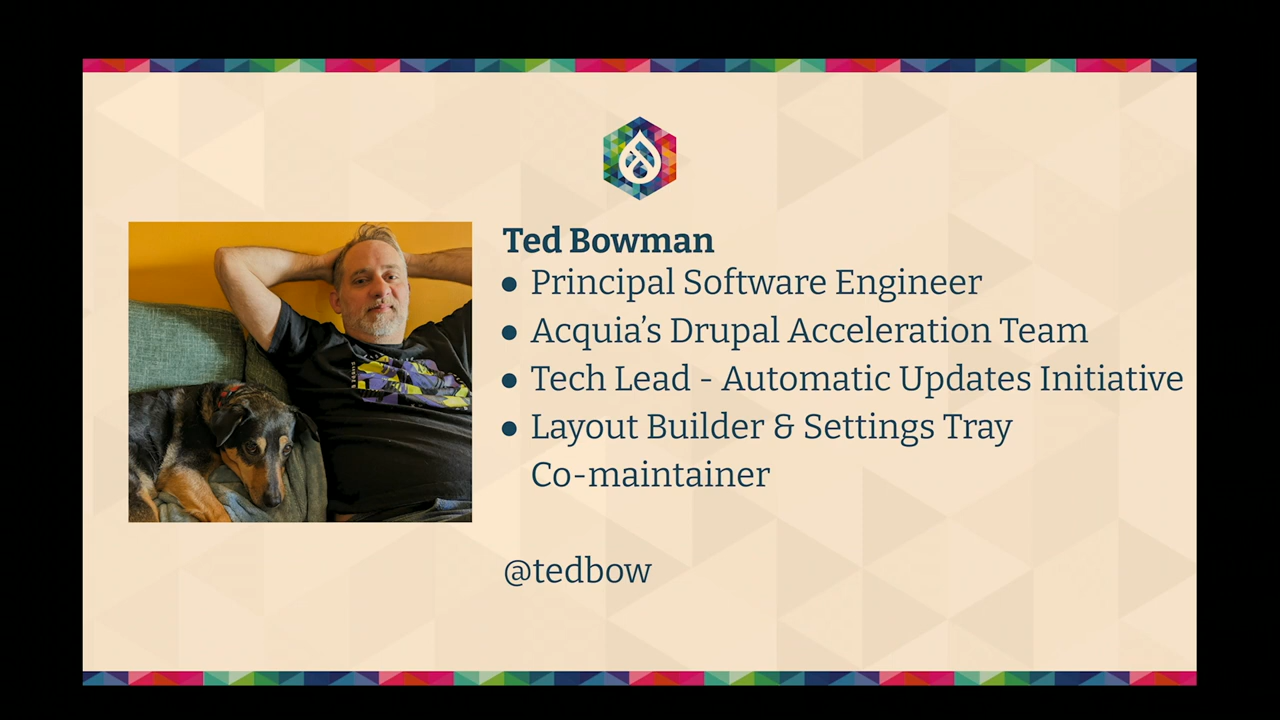 Ted Bowman
● Principal Software Engineer
● Acquia’s Drupal Acceleration Team
● Tech Lead - Automatic Updates Initiative
● Layout Builder & Settings Tray
Co-maintainer
@tedbow